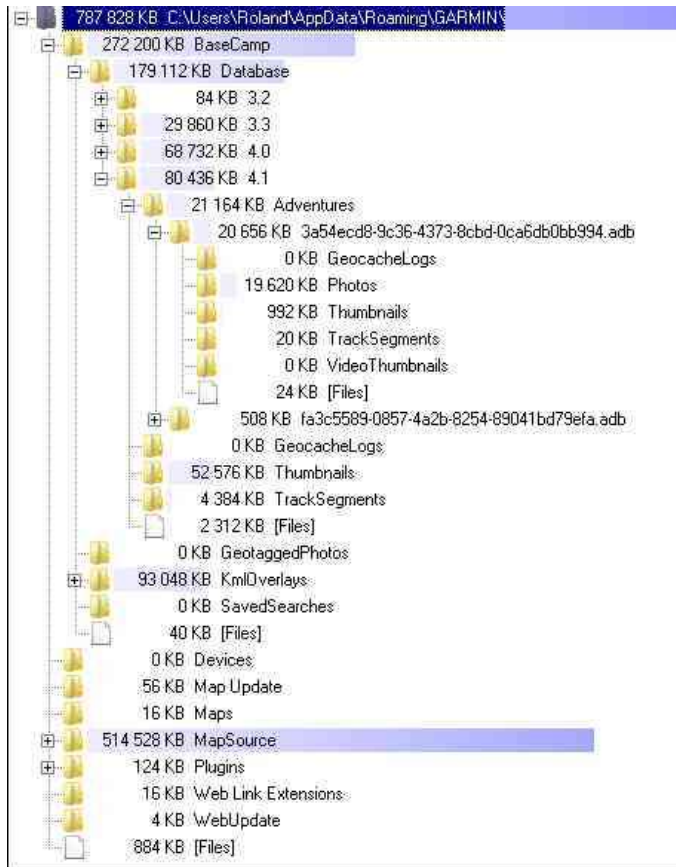 787 828 KB C:\Users\Roland\AppData\Roaming\GARMIN\
272 200 KB BaseCamp
179 112 KB Database
84 KB 3.2
29 860 KB 3.3
68 732 KB 4.0
80 436 KB 4.1
21 164 KB Adventures
20 656 KB 3a54ecd8-9c36-4373-8cbd-0ca6db0bb994.adb
0 KB GeocacheLogs
19 620 KB Photos
992 KB Thumbnails
20 KB TrackSegments
0 KB VideoThumbnails
24 KB [Files]
508 KB fa3c5589-0857-4a2b-8254-89041bd79efa.adb
0 KB GeocacheLogs
52 576 KB Thumbnails
4 384 KB TrackSegments
2 312 KB [Files]
0 KB GeotaggedPhotos
93 048 KB KmlOverlays
0 KB SavedSearches
40 KB [Files]
0 KB Devices
56 KB Map Update
16 KB Maps
514 528 KB MapSource
124 KB Plugins
16 KB Web Link Extensions
4 KB WebUpdate
884 KB [Files]